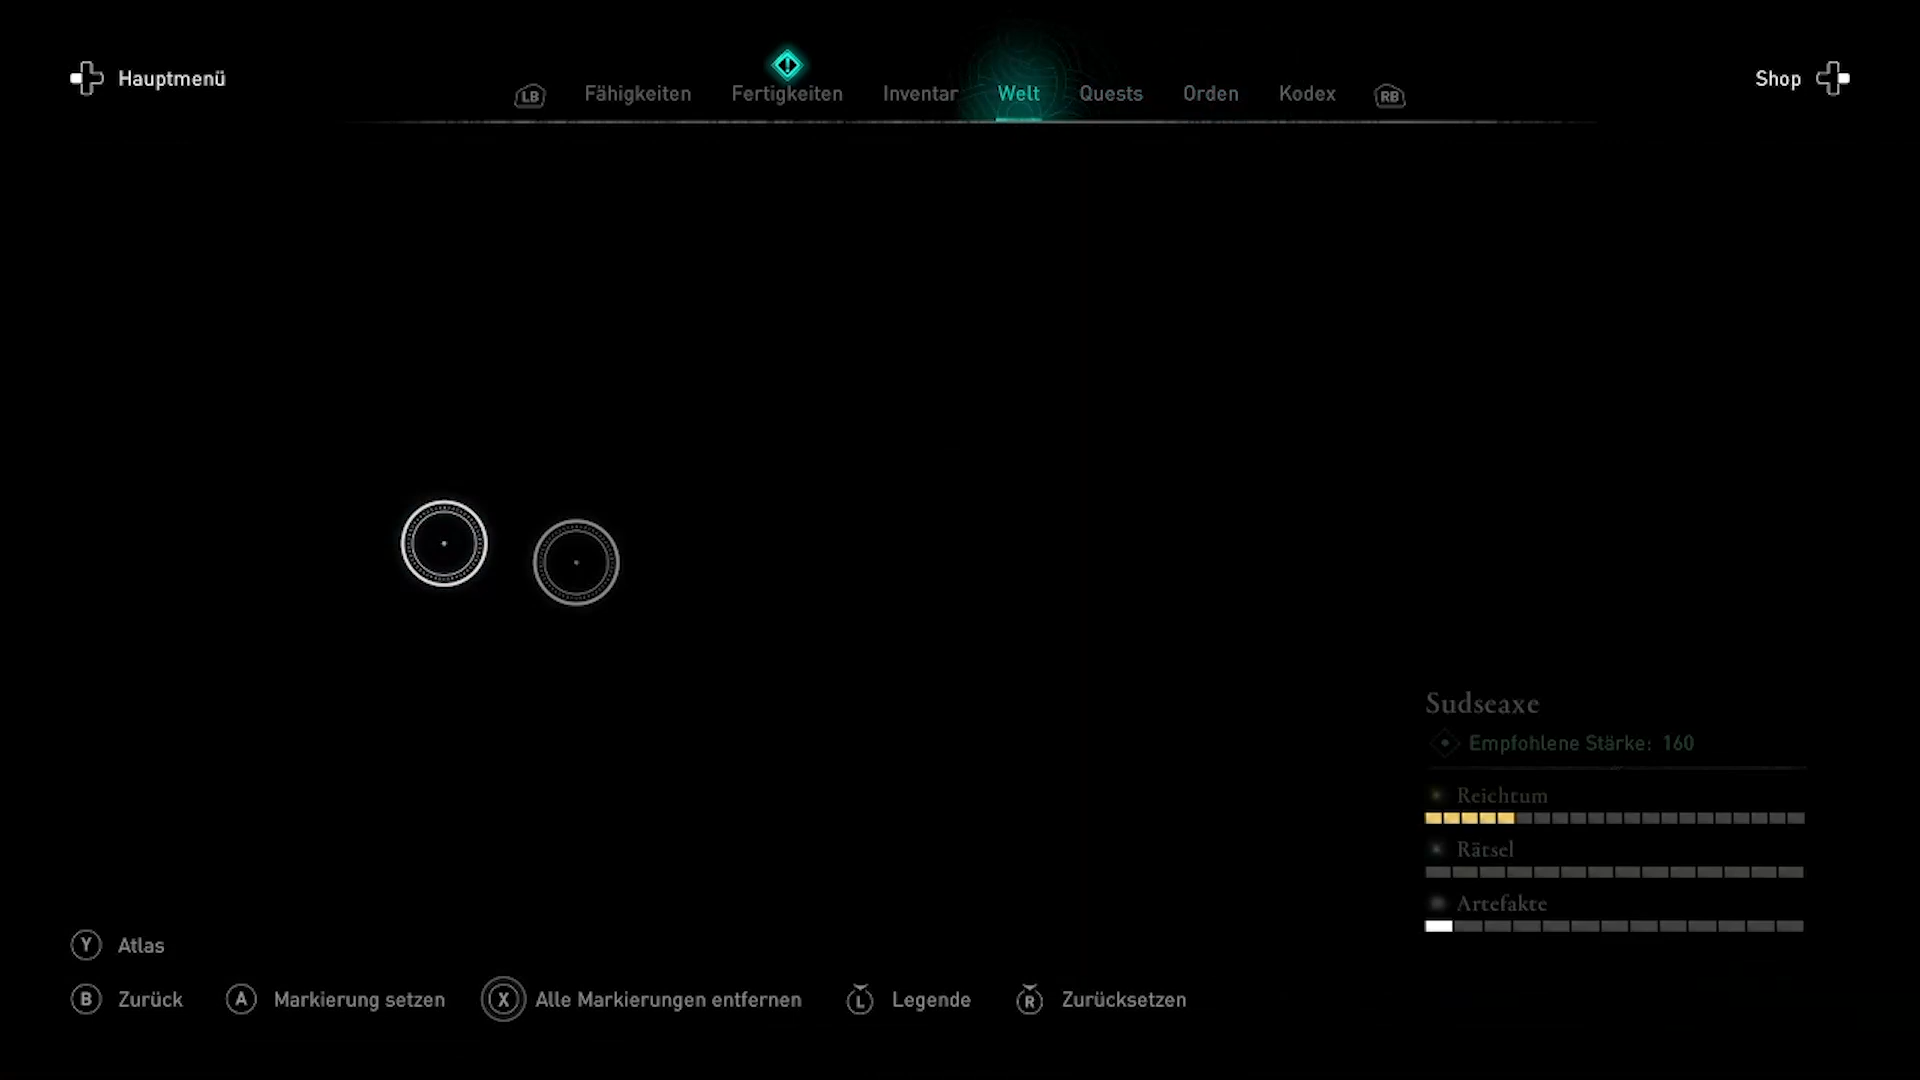 Hauptmenü
LB Fähigkeiten Fertigkeiten Inventar Welt Quests Orden Kodex RB
Shop
Sudseaxe
Empfohlene Stärke: 160
Reichtum
Rätsel
Artefakte
Y Atlas
B Zurück A Markierung setzen X Alle Markierungen entfernen L Legende R Zurücksetzen